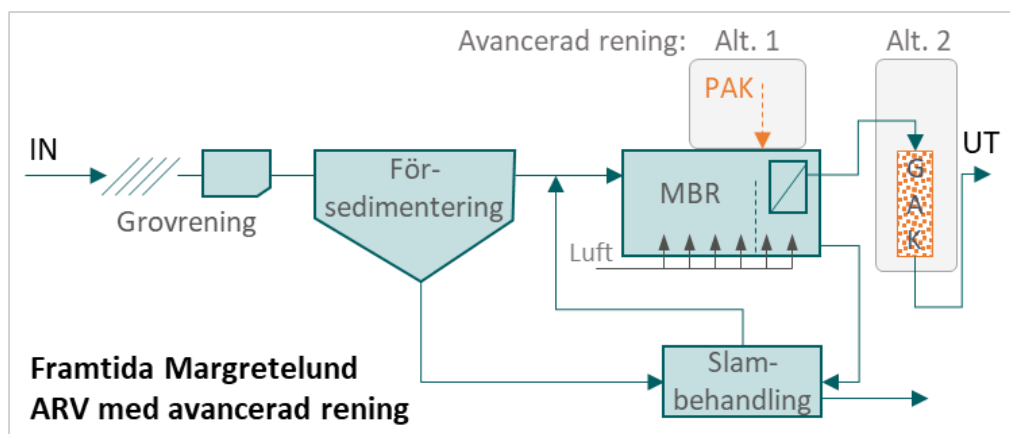 Avancerad rening: Alt. 1 Alt. 2
PAK
IN
UT
För-
sedimentering
MBR
GAK
Grovrening
Luft
Slam-
behandling
Framtida Margretelund
ARV med avancerad rening